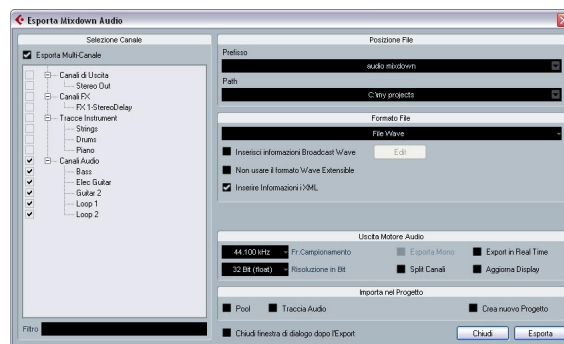 Esporta Mixdown Audio
Selezione Canale
Esporta Multi-Canale
Canali di Uscita
Stereo Out
Canali FX
FX 1-StereoDelay
Tracce Instrument
Strings
Drums
Piano
Canali Audio
Bass
Elec Guitar
Guitar 2
Loop 1
Loop 2
Filtro
Posizione File
Prefisso
audio mixdown
Path
C:\my projects
Formato File
File Wave
Inserisci informazioni Broadcast Wave Edit
Non usare il formato Wave Extensible
Inserire Informazioni iXML
Uscita Motore Audio
44.100 kHz Fr.Campionamento Esporta Mono Export in Real Time
32 Bit (float) Risoluzione in Bit Split Canali Aggiorna Display
Importa nel Progetto
Pool Traccia Audio Crea nuovo Progetto
Chiudi finestra di dialogo dopo l'Export Chiudi Esporta